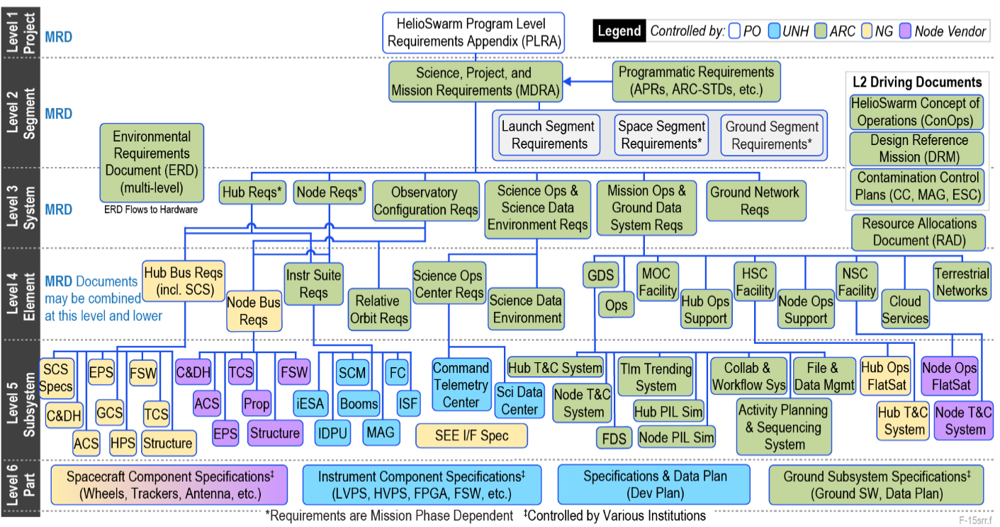 Level 1
Project
MRD
HelioSwarm Program Level
Requirements Appendix (PLRA)
Legend
Controlled by:
PO
UNH
ARC
NG
Node Vendor
Level 2
Segment
MRD
Science, Project, and
Mission Requirements (MDRA)
Programmatic Requirements
(APRs, ARC-STDs, etc.)
Launch Segment
Requirements
Space Segment
Requirements*
Ground Segment
Requirements*
L2 Driving Documents
HelioSwarm Concept of
Operations (ConOps)
Design Reference
Mission (DRM)
Contamination Control
Plans (CC, MAG, ESC)
Resource Allocations
Document (RAD)
Environmental
Requirements
Document (ERD)
(multi-level)
ERD Flows to Hardware
Level 3
System
MRD
Hub Reqs*
Node Reqs*
Observatory
Configuration Reqs
Science Ops &
Science Data
Environment Reqs
Mission Ops &
Ground Data
System Reqs
Ground Network
Reqs
Level 4
Element
MRD Documents
may be combined
at this level and lower
Hub Bus Reqs
(incl. SCS)
Node Bus
Reqs
Instr Suite
Reqs
Relative
Orbit Reqs
Science Ops
Center Reqs
Science Data
Environment
GDS
Ops
MOC
Facility
Hub Ops
Support
HSC
Facility
Node Ops
Support
NSC
Facility
Cloud
Services
Terrestrial
Networks
Level 5
Subsystem
SCS
Specs
C&DH
ACS
EPS
GCS
HPS
FSW
TCS
Structure
C&DH
ACS
EPS
TCS
Prop
Structure
FSW
iESA
IDPU
SCM
Booms
MAG
FC
ISF
Command
Telemetry
Center
Sci Data
Center
SEE I/F Spec
Hub T&C System
Node T&C
System
FDS
Tlm Trending
System
Hub PIL Sim
Node PIL Sim
Collab &
Workflow Sys
Activity Planning
& Sequencing
System
File &
Data Mgmt
Hub Ops
FlatSat
Hub T&C
System
Node Ops
FlatSat
Node T&C
System
Level 6
Part
Spacecraft Component Specifications‡
(Wheels, Trackers, Antenna, etc.)
Instrument Component Specifications‡
(LVPS, HVPS, FPGA, FSW, etc.)
Specifications & Data Plan
(Dev Plan)
Ground Subsystem Specifications‡
(Ground SW, Data Plan)
*Requirements are Mission Phase Dependent ‡Controlled by Various Institutions
F-15srr.f